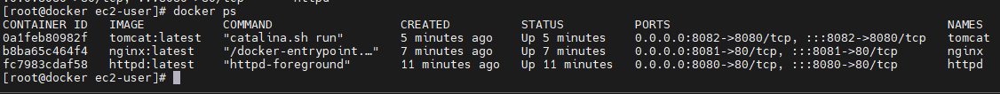 [root@docker ec2-user]# docker ps
CONTAINER ID   IMAGE           COMMAND                  CREATED          STATUS          PORTS                                       NAMES
0a1feb80982f   tomcat:latest   "catalina.sh run"        5 minutes ago    Up 5 minutes    0.0.0.0:8082->8080/tcp, :::8082->8080/tcp   tomcat
b8ba65c464f4   nginx:latest    "/docker-entrypoint.…"   7 minutes ago    Up 7 minutes    0.0.0.0:8081->80/tcp, :::8081->80/tcp       nginx
fc7983cdaf58   httpd:latest    "httpd-foreground"       11 minutes ago   Up 11 minutes   0.0.0.0:8080->80/tcp, :::8080->80/tcp       httpd
[root@docker ec2-user]#